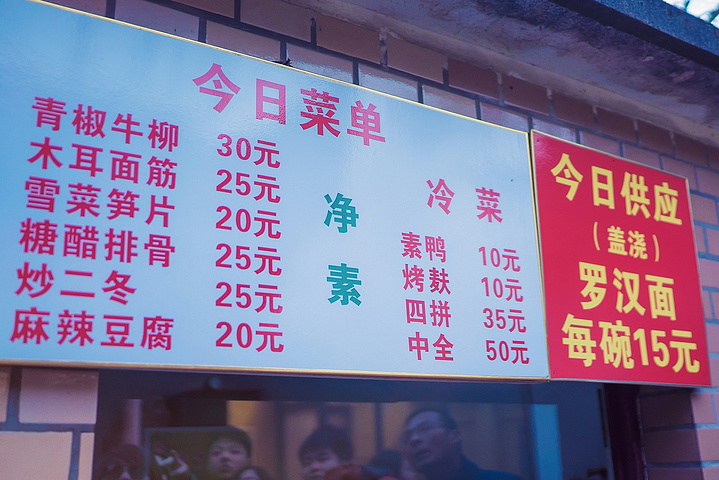 今日菜单
青椒牛柳 30元
木耳面筋 25元
雪菜笋片 20元
糖醋排骨 25元
炒二冬 25元
麻辣豆腐 20元
净素
冷菜
素鸭 10元
烤麸 10元
四拼 35元
中全 50元
今日供应
（盖浇）
罗汉面
每碗15元